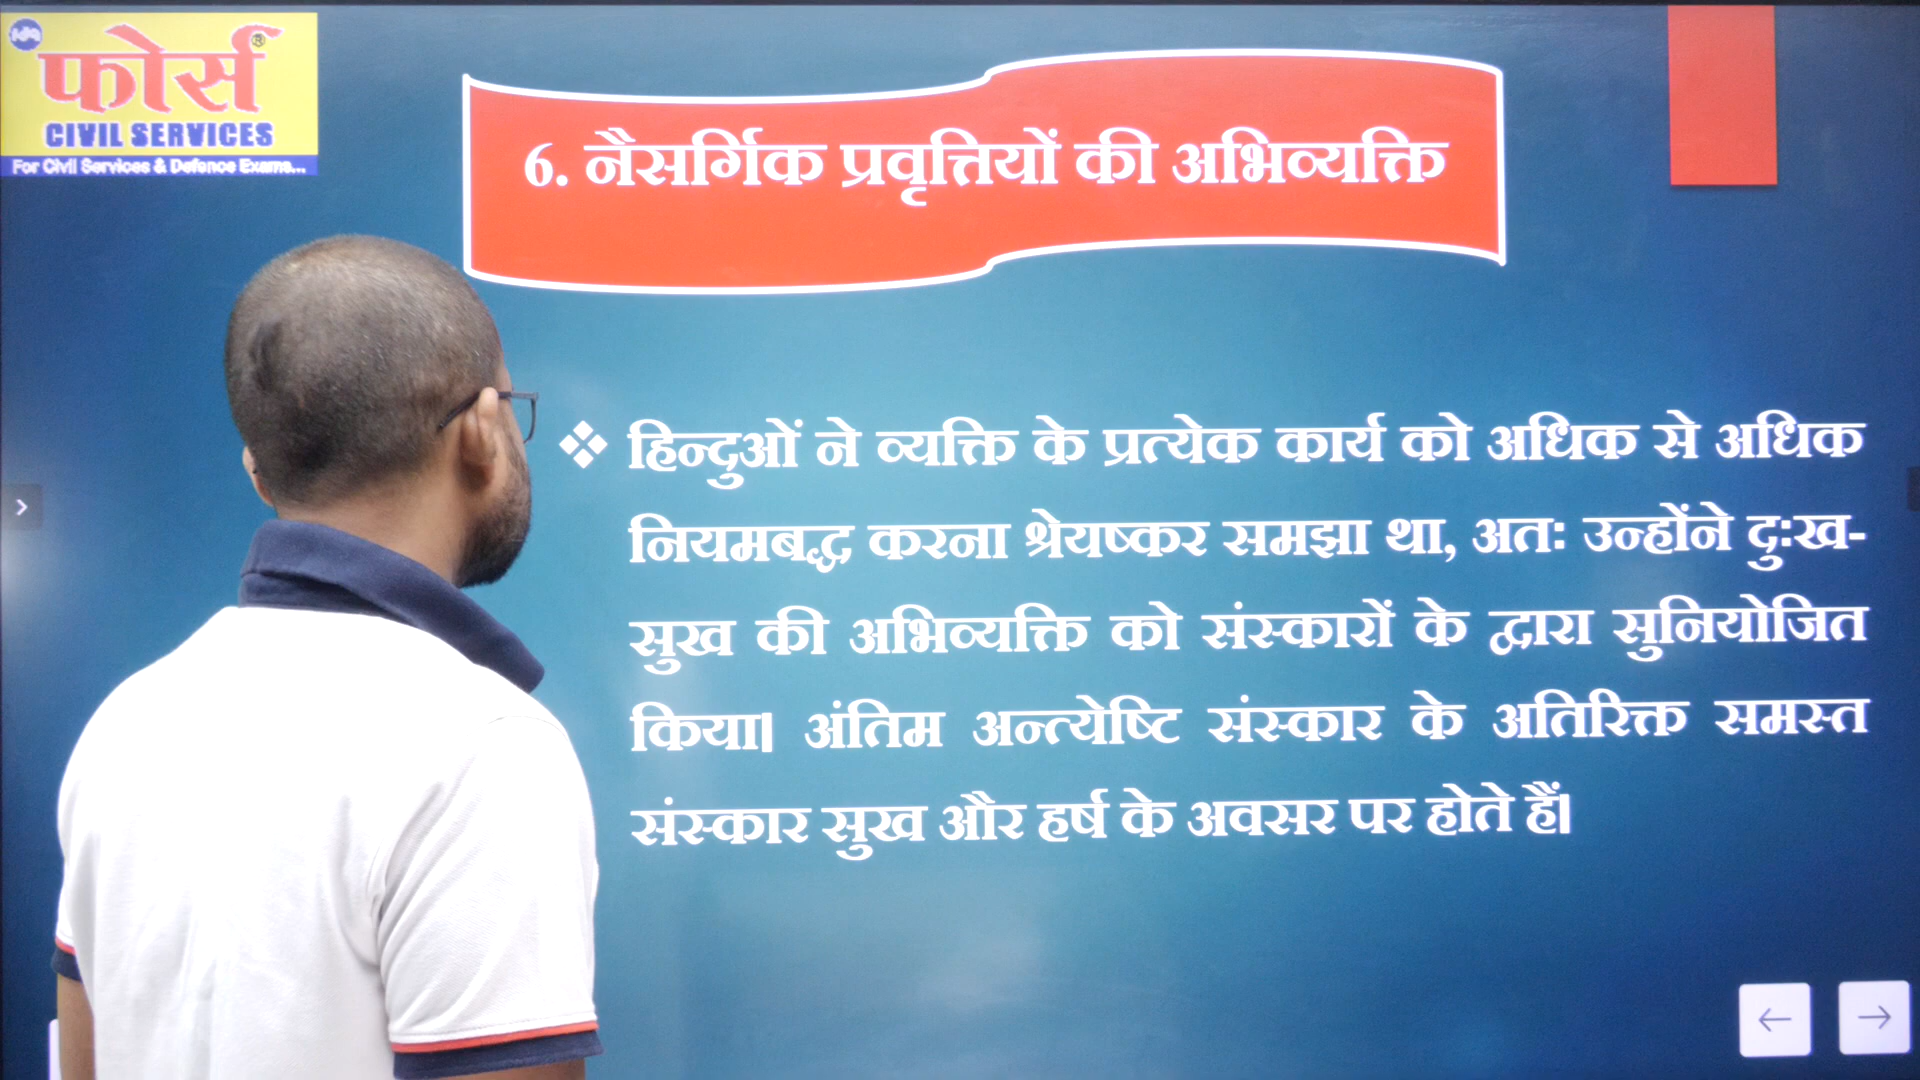 फोर्स
CIVIL SERVICES
For Civil Services & Defence Exams...
6. नैसर्गिक प्रवृत्तियों की अभिव्यक्ति
❖ हिन्दुओं ने व्यक्ति के प्रत्येक कार्य को अधिक से अधिक
नियमबद्ध करना श्रेयष्कर समझा था, अतः उन्होंने दुःख-
सुख की अभिव्यक्ति को संस्कारों के द्वारा सुनियोजित
किया। अंतिम अन्त्येष्टि संस्कार के अतिरिक्त समस्त
संस्कार सुख और हर्ष के अवसर पर होते हैं।